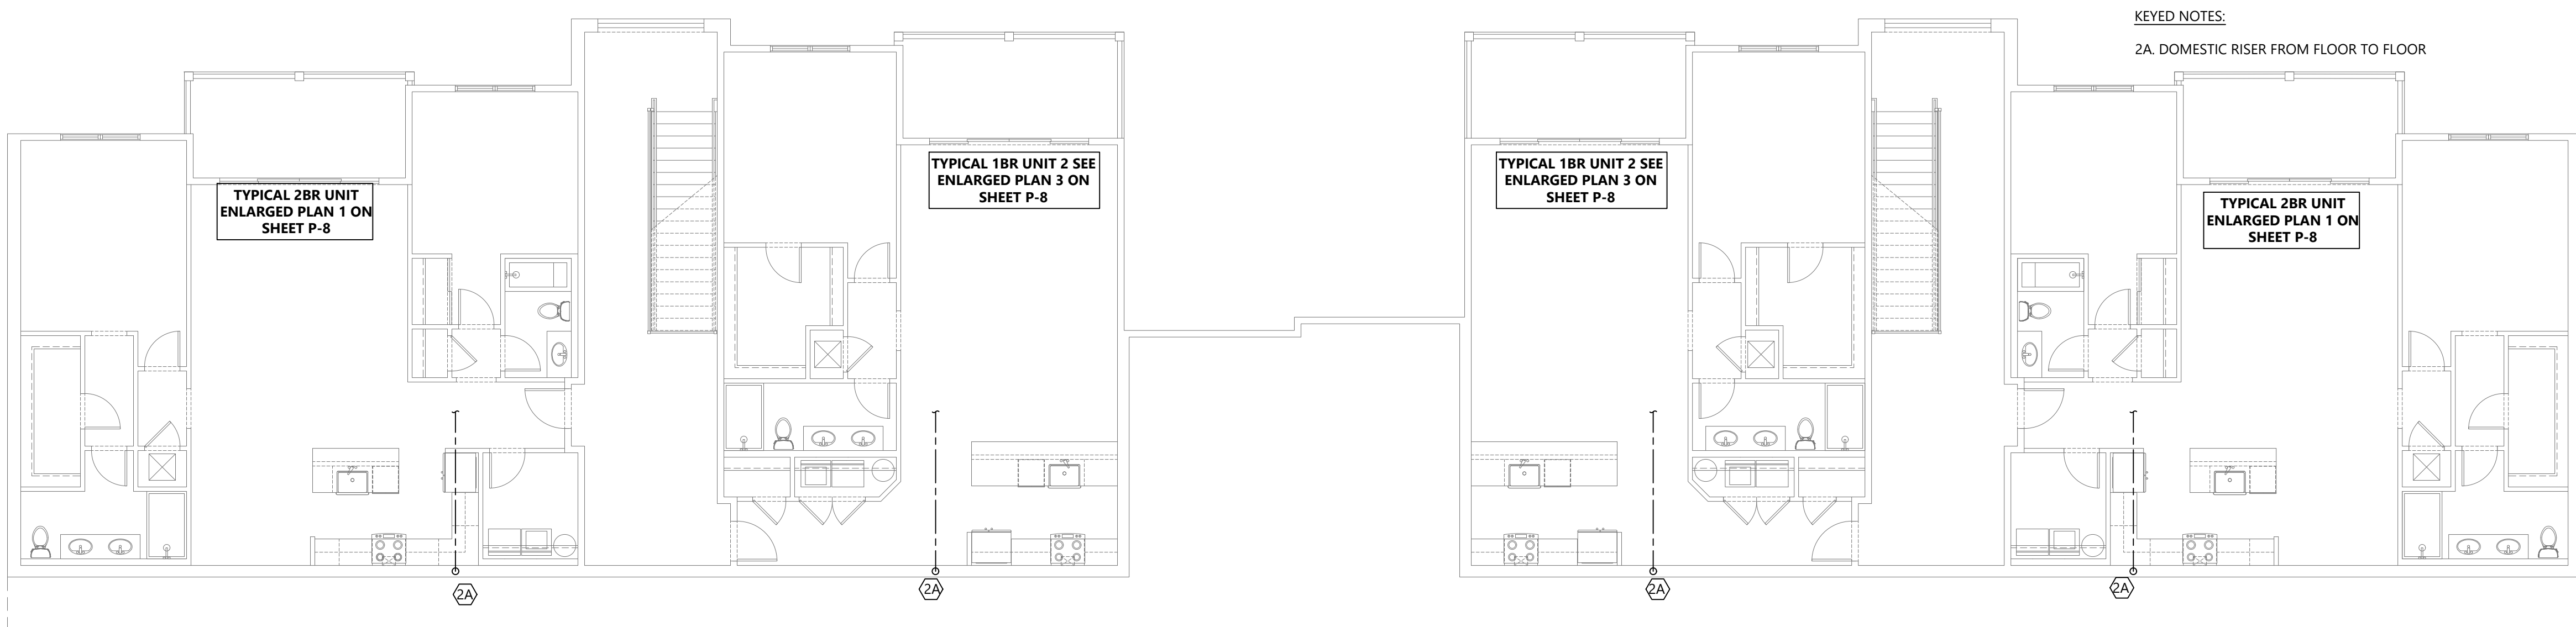 KEYED NOTES:
2A. DOMESTIC RISER FROM FLOOR TO FLOOR
TYPICAL 2BR UNIT
ENLARGED PLAN 1 ON
SHEET P-8
TYPICAL 1BR UNIT 2 SEE
ENLARGED PLAN 3 ON
SHEET P-8
TYPICAL 1BR UNIT 2 SEE
ENLARGED PLAN 3 ON
SHEET P-8
TYPICAL 2BR UNIT
ENLARGED PLAN 1 ON
SHEET P-8
2A
2A
2A
2A